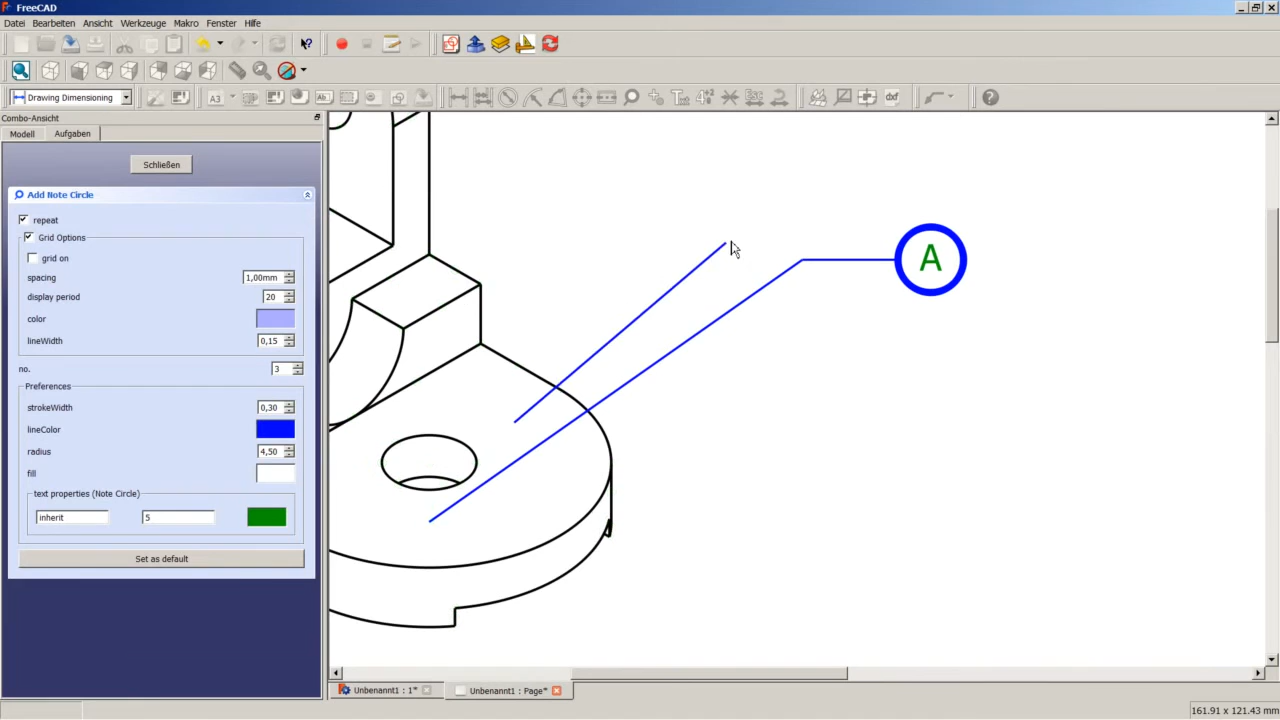 FreeCAD
Datei Bearbeiten Ansicht Werkzeuge Makro Fenster Hilfe
Drawing Dimensioning
Combo-Ansicht
Modell Aufgaben
Schließen
Add Note Circle
repeat
Grid Options
grid on
spacing 1,00mm
display period 20
color
lineWidth 0,15
no. 3
Preferences
strokeWidth 0,30
lineColor
radius 4,50
fill
text properties (Note Circle)
inherit 5
Set as default
A
Unbenannt1 : 1* Unbenannt1 : Page*
161.91 x 121.43 mm